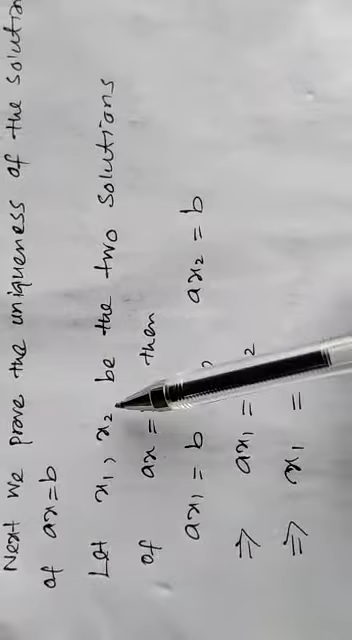 Next we prove the uniqueness of the solution
of ax=b
Let x₁, x₂ be the two solutions
of ax = then
ax₁ = b , ax₂ = b
⇒ ax₁ = ₂
⇒ x₁ =